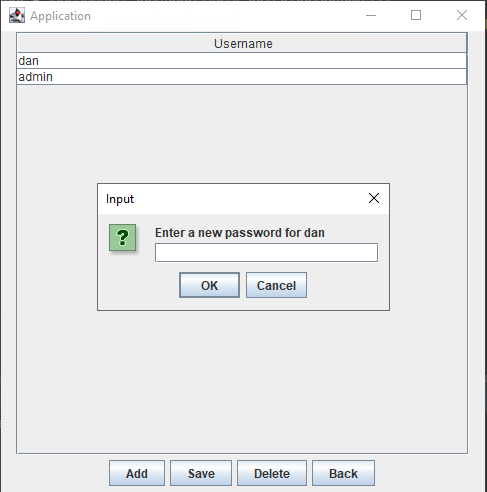 Application
Username
dan
admin
Input
?
Enter a new password for dan
OK Cancel
Add Save Delete Back